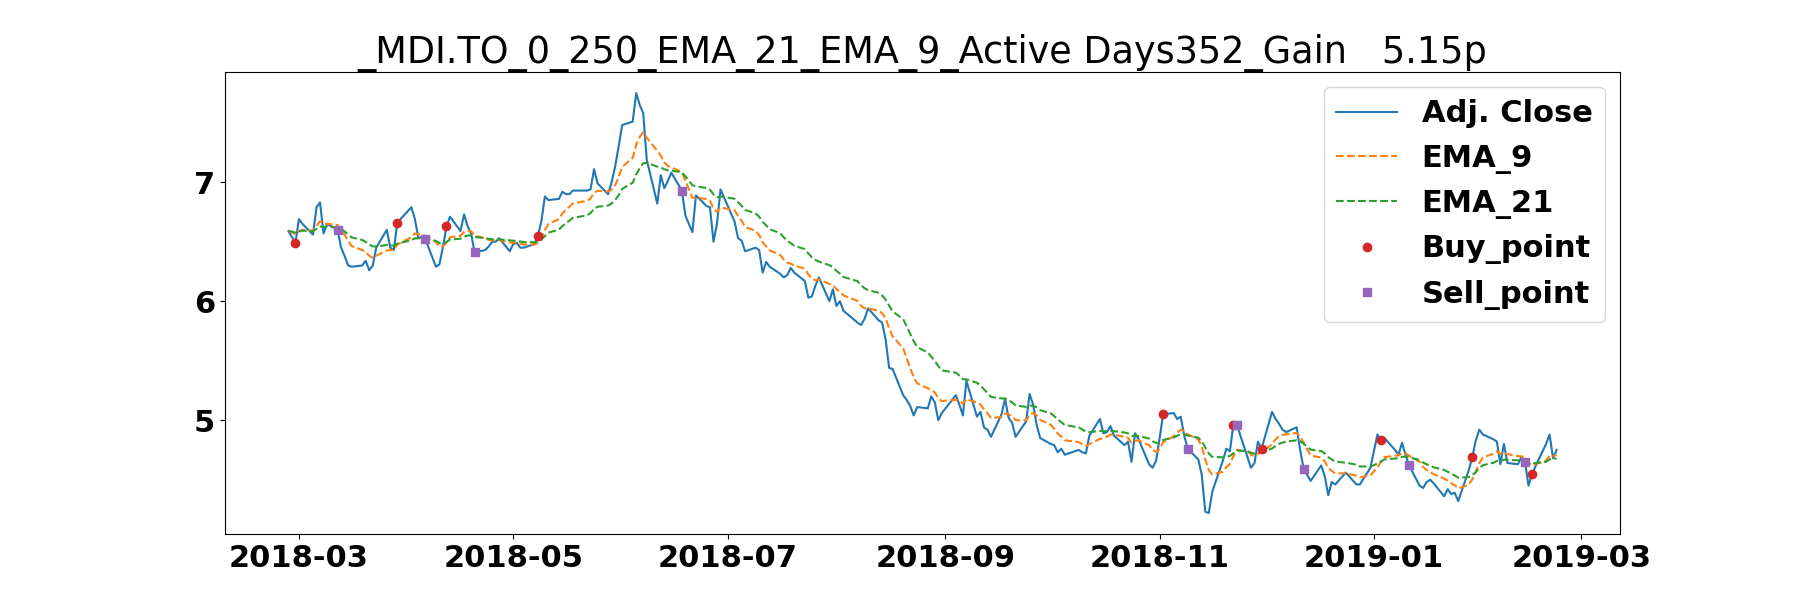 _MDI.TO_0_250_EMA_21_EMA_9_Active Days352_Gain   5.15p
Adj. Close
EMA_9
EMA_21
Buy_point
Sell_point
7
6
5
2018-03 2018-05 2018-07 2018-09 2018-11 2019-01 2019-03